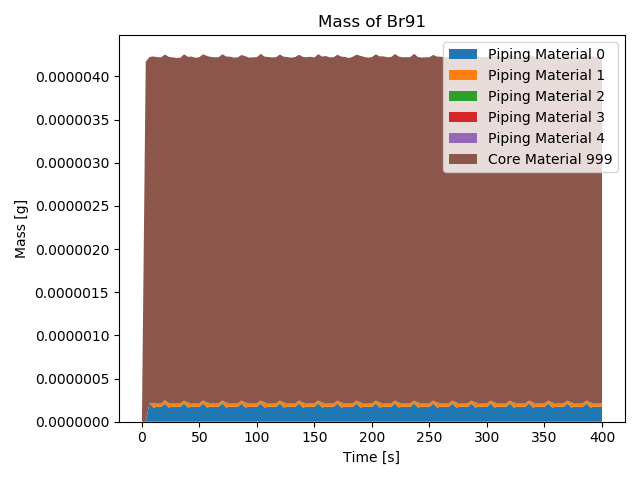 Mass of Br91
Piping Material 0
Piping Material 1
Piping Material 2
Piping Material 3
Piping Material 4
Core Material 999
Mass [g]
0.0000040
0.0000035
0.0000030
0.0000025
0.0000020
0.0000015
0.0000010
0.0000005
0.0000000
0 50 100 150 200 250 300 350 400
Time [s]